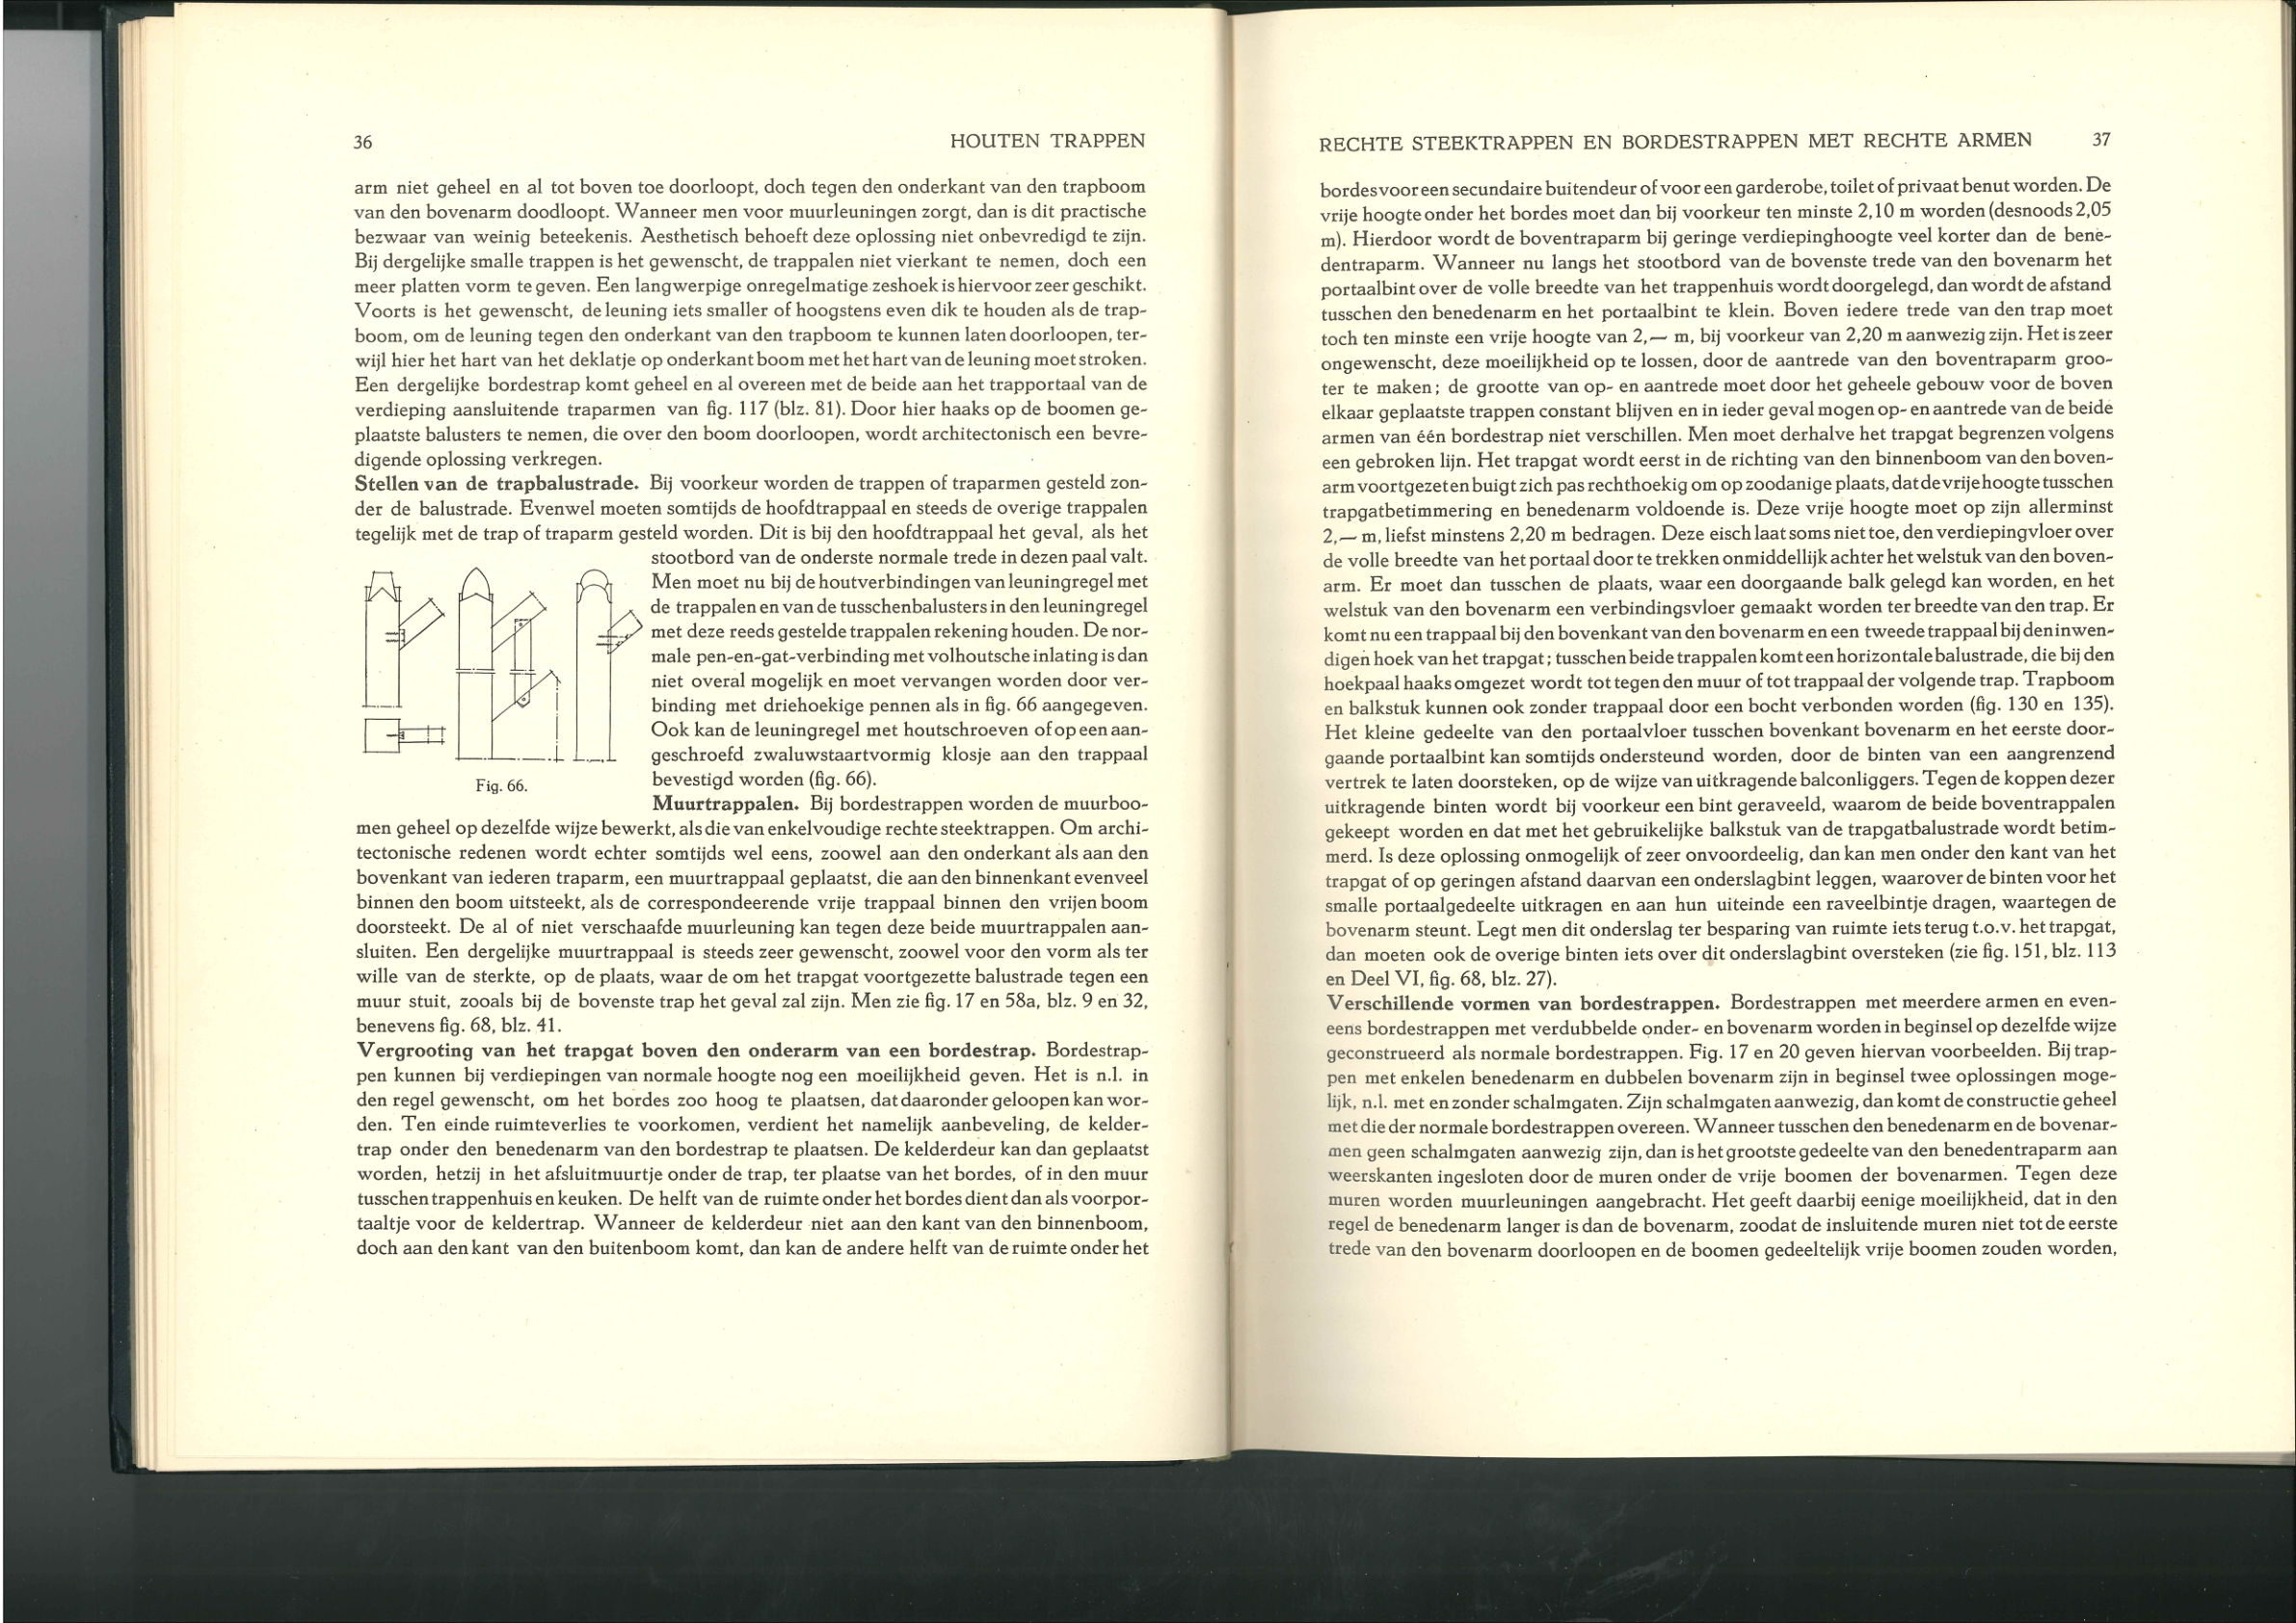 36 HOUTEN TRAPPEN
arm niet geheel en al tot boven toe doorloopt, doch tegen den onderkant van den trapboom
van den bovenarm doodloopt. Wanneer men voor muurleuningen zorgt, dan is dit practische
bezwaar van weinig beteekenis. Aesthetisch behoeft deze oplossing niet onbevredigd te zijn.
Bij dergelijke smalle trappen is het gewenscht, de trappalen niet vierkant te nemen, doch een
meer platten vorm te geven. Een langwerpige onregelmatige zeshoek is hiervoor zeer geschikt.
Voorts is het gewenscht, de leuning iets smaller of hoogstens even dik te houden als de trap-
boom, om de leuning tegen den onderkant van den trapboom te kunnen laten doorloopen, ter-
wijl hier het hart van het deklatje op onderkant boom met het hart van de leuning moet stroken.
Een dergelijke bordestrap komt geheel en al overeen met de beide aan het trapportaal van de
verdieping aansluitende traparmen van fig. 117 (blz. 81). Door hier haaks op de boomen ge-
plaatste balusters te nemen, die over den boom doorloopen, wordt architectonisch een bevre-
digende oplossing verkregen.
Stellen van de trapbalustrade. Bij voorkeur worden de trappen of traparmen gesteld zon-
der de balustrade. Evenwel moeten somtijds de hoofdtrappaal en steeds de overige trappalen
tegelijk met de trap of traparm gesteld worden. Dit is bij den hoofdtrappaal het geval, als het
stootbord van de onderste normale trede in dezen paal valt.
Men moet nu bij de houtverbindingen van leuningregel met
de trappalen en van de tusschenbalusters in den leuningregel
met deze reeds gestelde trappalen rekening houden. De nor-
male pen-en-gat-verbinding met volhoutsche inlating is dan
niet overal mogelijk en moet vervangen worden door ver-
binding met driehoekige pennen als in fig. 66 aangegeven.
Ook kan de leuningregel met houtschroeven of op een aan-
geschroefd zwaluwstaartvormig klosje aan den trappaal
bevestigd worden (fig. 66).
Fig. 66.
Muurtrappalen. Bij bordestrappen worden de muurboo-
men geheel op dezelfde wijze bewerkt, als die van enkelvoudige rechte steektrappen. Om archi-
tectonische redenen wordt echter somtijds wel eens, zoowel aan den onderkant als aan den
bovenkant van iederen traparm, een muurtrappaal geplaatst, die aan den binnenkant evenveel
binnen den boom uitsteekt, als de correspondeerende vrije trappaal binnen den vrijen boom
doorsteekt. De al of niet verschaafde muurleuning kan tegen deze beide muurtrappalen aan-
sluiten. Een dergelijke muurtrappaal is steeds zeer gewenscht, zoowel voor den vorm als ter
wille van de sterkte, op de plaats, waar de om het trapgat voortgezette balustrade tegen een
muur stuit, zooals bij de bovenste trap het geval zal zijn. Men zie fig. 17 en 58a, blz. 9 en 32,
benevens fig. 68, blz. 41.
Vergrooting van het trapgat boven den onderarm van een bordestrap. Bordestrap-
pen kunnen bij verdiepingen van normale hoogte nog een moeilijkheid geven. Het is n.l. in
den regel gewenscht, om het bordes zoo hoog te plaatsen, dat daaronder geloopen kan wor-
den. Ten einde ruimteverlies te voorkomen, verdient het namelijk aanbeveling, de kelder-
trap onder den benedenarm van den bordestrap te plaatsen. De kelderdeur kan dan geplaatst
worden, hetzij in het afsluitmuurtje onder de trap, ter plaatse van het bordes, of in den muur
tusschen trappenhuis en keuken. De helft van de ruimte onder het bordes dient dan als voorpor-
taaltje voor de keldertrap. Wanneer de kelderdeur niet aan den kant van den binnenboom,
doch aan den kant van den buitenboom komt, dan kan de andere helft van de ruimte onder het
RECHTE STEEKTRAPPEN EN BORDESTRAPPEN MET RECHTE ARMEN 37
bordes voor een secundaire buitendeur of voor een garderobe, toilet of privaat benut worden. De
vrije hoogte onder het bordes moet dan bij voorkeur ten minste 2,10 m worden (desnoods 2,05
m). Hierdoor wordt de boventraparm bij geringe verdiepinghoogte veel korter dan de bene-
dentraparm. Wanneer nu langs het stootbord van de bovenste trede van den bovenarm het
portaalbint over de volle breedte van het trappenhuis wordt doorgelegd, dan wordt de afstand
tusschen den benedenarm en het portaalbint te klein. Boven iedere trede van den trap moet
toch ten minste een vrije hoogte van 2,— m, bij voorkeur van 2,20 m aanwezig zijn. Het is zeer
ongewenscht, deze moeilijkheid op te lossen, door de aantrede van den boventraparm groo-
ter te maken; de grootte van op- en aantrede moet door het geheele gebouw voor de boven
elkaar geplaatste trappen constant blijven en in ieder geval mogen op- en aantrede van de beide
armen van één bordestrap niet verschillen. Men moet derhalve het trapgat begrenzen volgens
een gebroken lijn. Het trapgat wordt eerst in de richting van den binnenboom van den boven-
arm voortgezet en buigt zich pas rechthoekig om op zoodanige plaats, dat de vrije hoogte tusschen
trapgatbetimmering en benedenarm voldoende is. Deze vrije hoogte moet op zijn allerminst
2,— m, liefst minstens 2,20 m bedragen. Deze eisch laat soms niet toe, den verdiepingvloer over
de volle breedte van het portaal door te trekken onmiddellijk achter het welstuk van den boven-
arm. Er moet dan tusschen de plaats, waar een doorgaande balk gelegd kan worden, en het
welstuk van den bovenarm een verbindingsvloer gemaakt worden ter breedte van den trap. Er
komt nu een trappaal bij den bovenkant van den bovenarm en een tweede trappaal bij den inwen-
digen hoek van het trapgat; tusschen beide trappalen komt een horizontale balustrade, die bij den
hoekpaal haaks omgezet wordt tot tegen den muur of tot trappaal der volgende trap. Trapboom
en balkstuk kunnen ook zonder trappaal door een bocht verbonden worden (fig. 130 en 135).
Het kleine gedeelte van den portaalvloer tusschen bovenkant bovenarm en het eerste door-
gaande portaalbint kan somtijds ondersteund worden, door de binten van een aangrenzend
vertrek te laten doorsteken, op de wijze van uitkragende balconliggers. Tegen de koppen dezer
uitkragende binten wordt bij voorkeur een bint geraveeld, waarom de beide boventrappalen
gekeept worden en dat met het gebruikelijke balkstuk van de trapgatbalustrade wordt betim-
merd. Is deze oplossing onmogelijk of zeer onvoordeelig, dan kan men onder den kant van het
trapgat of op geringen afstand daarvan een onderslagbint leggen, waarover de binten voor het
smalle portaalgedeelte uitkragen en aan hun uiteinde een raveelbintje dragen, waartegen de
bovenarm steunt. Legt men dit onderslag ter besparing van ruimte iets terug t.o.v. het trapgat,
dan moeten ook de overige binten iets over dit onderslagbint oversteken (zie fig. 151, blz. 113
en Deel VI, fig. 68, blz. 27).
Verschillende vormen van bordestrappen. Bordestrappen met meerdere armen en even-
eens bordestrappen met verdubbelde onder- en bovenarm worden in beginsel op dezelfde wijze
geconstrueerd als normale bordestrappen. Fig. 17 en 20 geven hiervan voorbeelden. Bij trap-
pen met enkelen benedenarm en dubbelen bovenarm zijn in beginsel twee oplossingen moge-
lijk, n.l. met en zonder schalmgaten. Zijn schalmgaten aanwezig, dan komt de constructie geheel
met die der normale bordestrappen overeen. Wanneer tusschen den benedenarm en de bovenar-
men geen schalmgaten aanwezig zijn, dan is het grootste gedeelte van den benedentraparm aan
weerskanten ingesloten door de muren onder de vrije boomen der bovenarmen. Tegen deze
muren worden muurleuningen aangebracht. Het geeft daarbij eenige moeilijkheid, dat in den
regel de benedenarm langer is dan de bovenarm, zoodat de insluitende muren niet tot de eerste
trede van den bovenarm doorloopen en de boomen gedeeltelijk vrije boomen zouden worden,